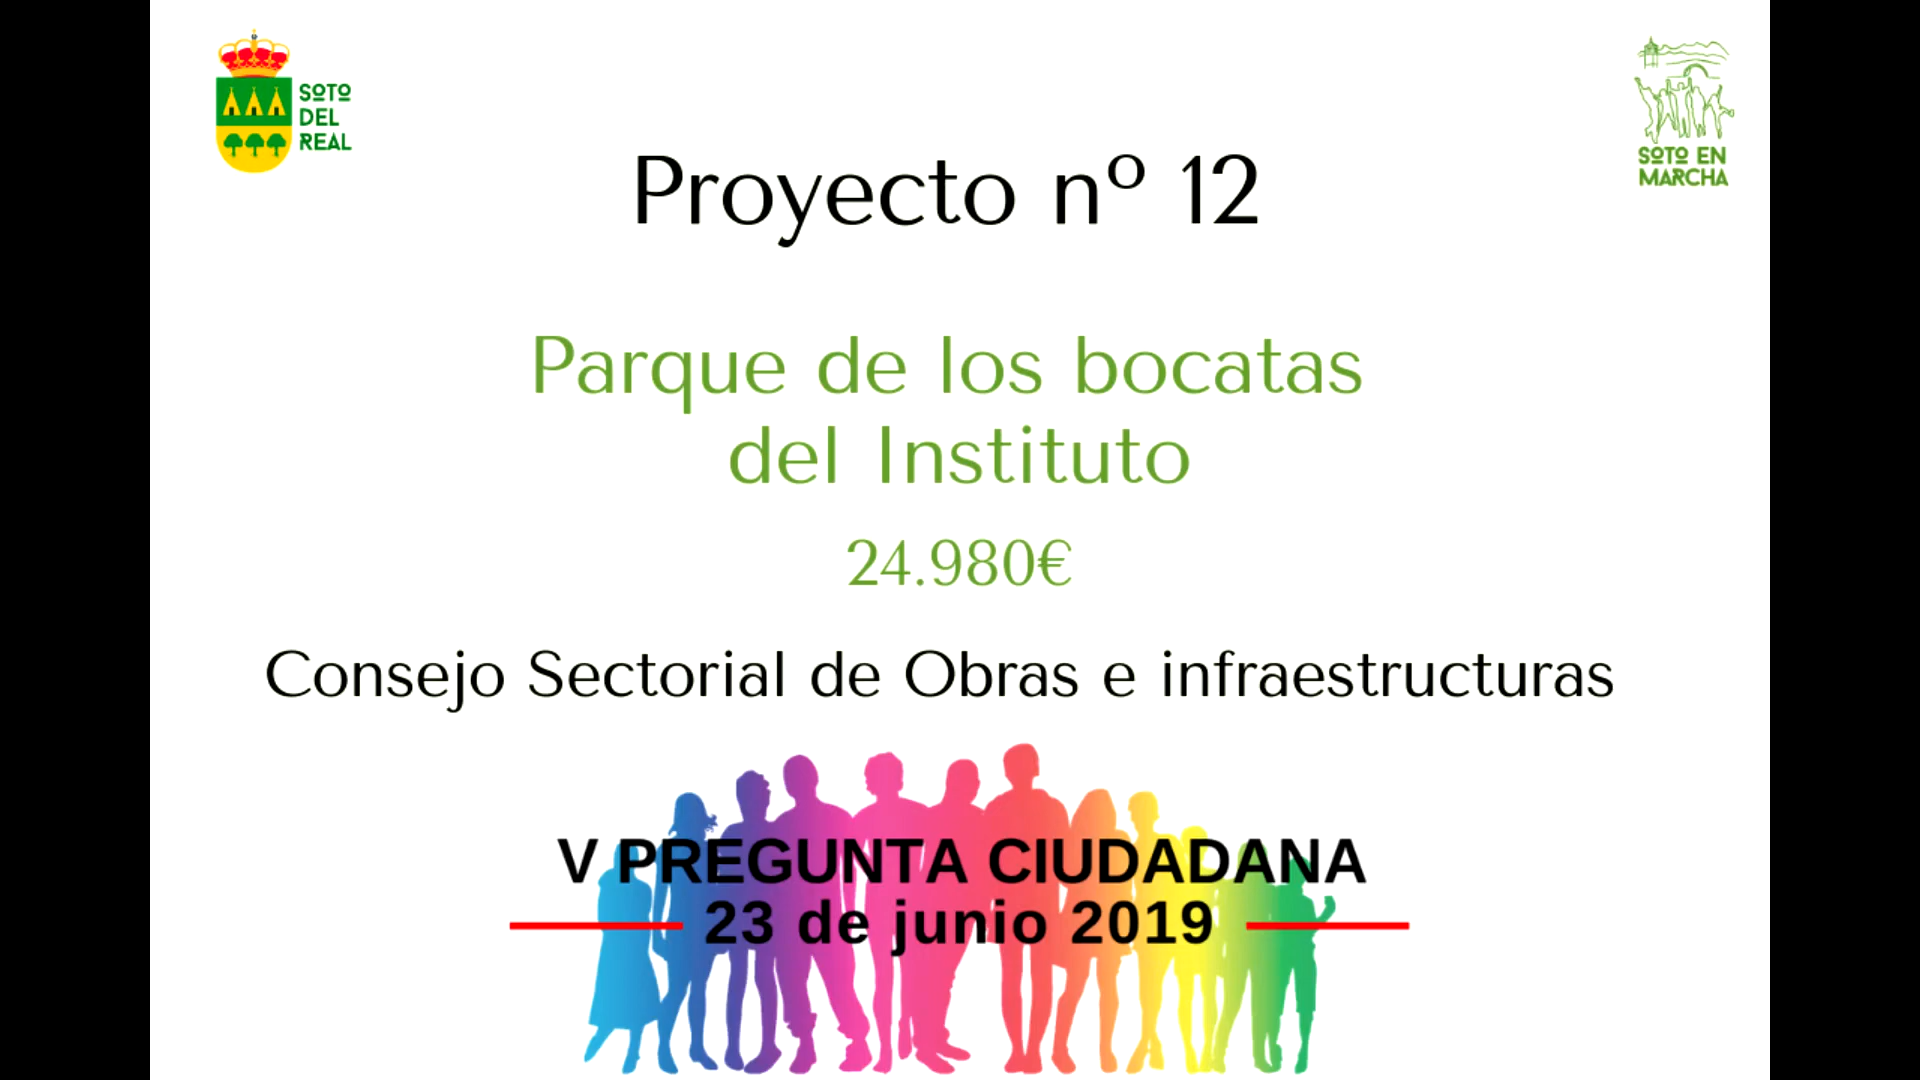 SOTO
DEL
REAL
SOTO EN
MARCHA
Proyecto nº 12
Parque de los bocatas
del Instituto
24.980€
Consejo Sectorial de Obras e infraestructuras
V PREGUNTA CIUDADANA
23 de junio 2019